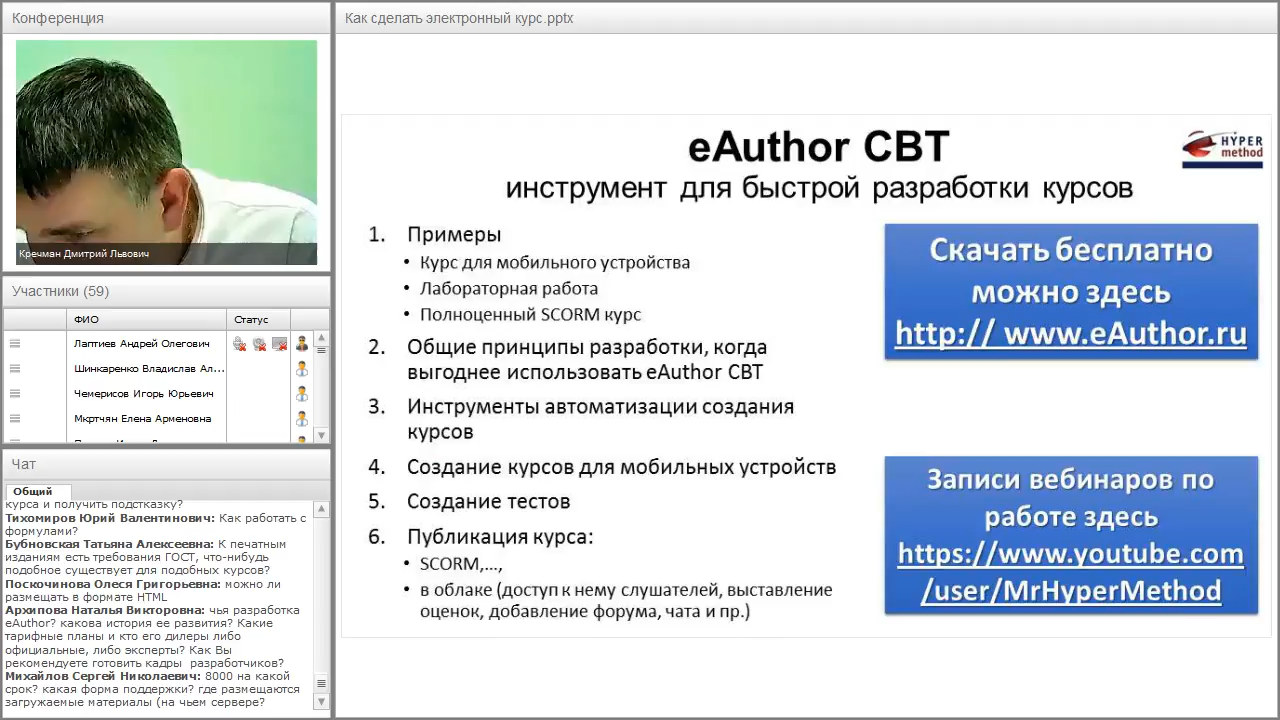 Конференция
Кречман Дмитрий Львович
Участники (59)
ФИО
Статус
Лаптиев Андрей Олегович
Шинкаренко Владислав Ал...
Чемерисов Игорь Юрьевич
Мкртчян Елена Арменовна
Чат
Общий
курса и получить подстказку?
Тихомиров Юрий Валентинович: Как работать с
формулами?
Бубновская Татьяна Алексеевна: К печатным
изданиям есть требования ГОСТ, что-нибудь
подобное существует для подобных курсов?
Поскочинова Олеся Григорьевна: можно ли
размещать в формате HTML
Архипова Наталья Викторовна: чья разработка
eAuthor? какова история ее развития? Какие
тарифные планы и кто его дилеры либо
официальные, либо эксперты? Как Вы
рекомендуете готовить кадры разработчиков?
Михайлов Сергей Николаевич: 8000 на какой
срок? какая форма поддержки? где размещаются
загружаемые материалы (на чьем сервере?
Как сделать электронный курс.pptx
eAuthor CBT
HYPER
method
инструмент для быстрой разработки курсов
1. Примеры
• Курс для мобильного устройства
• Лабораторная работа
• Полноценный SCORM курс
2. Общие принципы разработки, когда
выгоднее использовать eAuthor CBT
3. Инструменты автоматизации создания
курсов
4. Создание курсов для мобильных устройств
5. Создание тестов
6. Публикация курса:
• SCORM,...,
• в облаке (доступ к нему слушателей, выставление
оценок, добавление форума, чата и пр.)
Скачать бесплатно
можно здесь
http:// www.eAuthor.ru
Записи вебинаров по
работе здесь
https://www.youtube.com
/user/MrHyperMethod